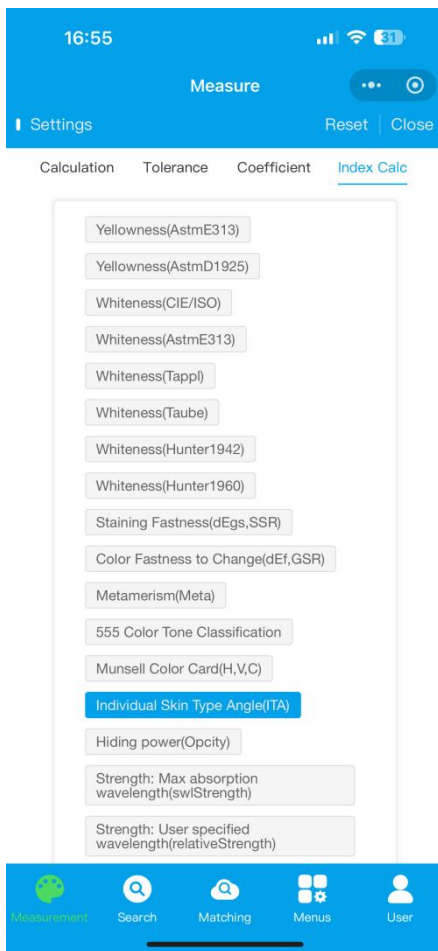 16:55
31
Measure
Settings
Reset
Close
Calculation
Tolerance
Coefficient
Index Calc
Yellowness(AstmE313)
Yellowness(AstmD1925)
Whiteness(CIE/ISO)
Whiteness(AstmE313)
Whiteness(Tappl)
Whiteness(Taube)
Whiteness(Hunter1942)
Whiteness(Hunter1960)
Staining Fastness(dEgs,SSR)
Color Fastness to Change(dEf,GSR)
Metamerism(Meta)
555 Color Tone Classification
Munsell Color Card(H,V,C)
Individual Skin Type Angle(ITA)
Hiding power(Opcity)
Strength: Max absorption
wavelength(swlStrength)
Strength: User specified
wavelength(relativeStrength)
Measurement
Search
Matching
Menus
User